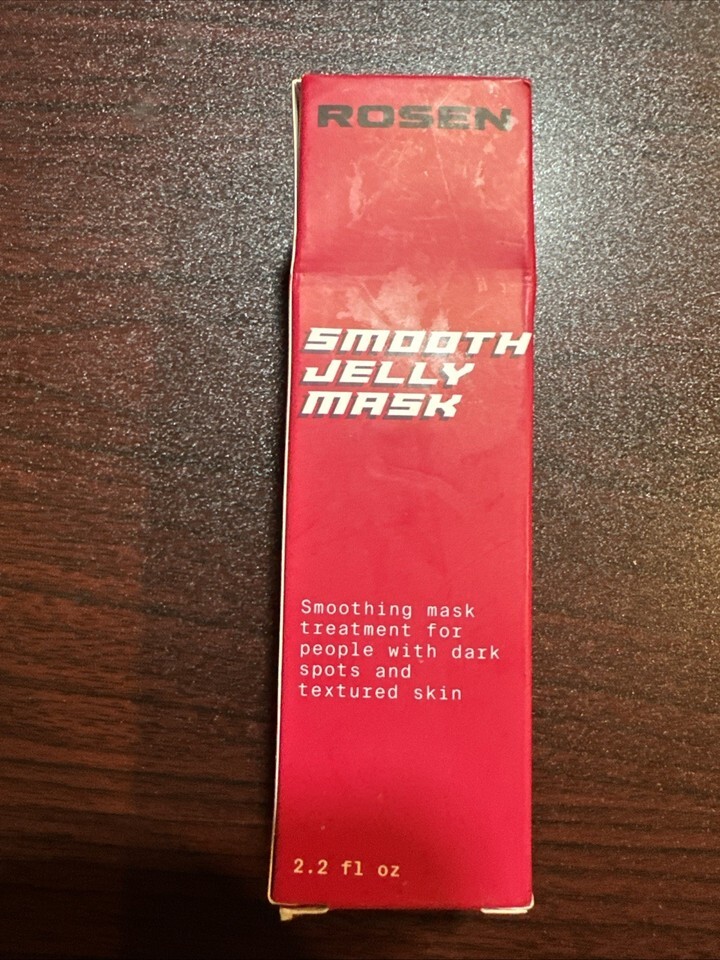 ROSEN
SMOOTH
JELLY
MASK
Smoothing mask
treatment for
people with dark
spots and
textured skin
2.2 fl oz